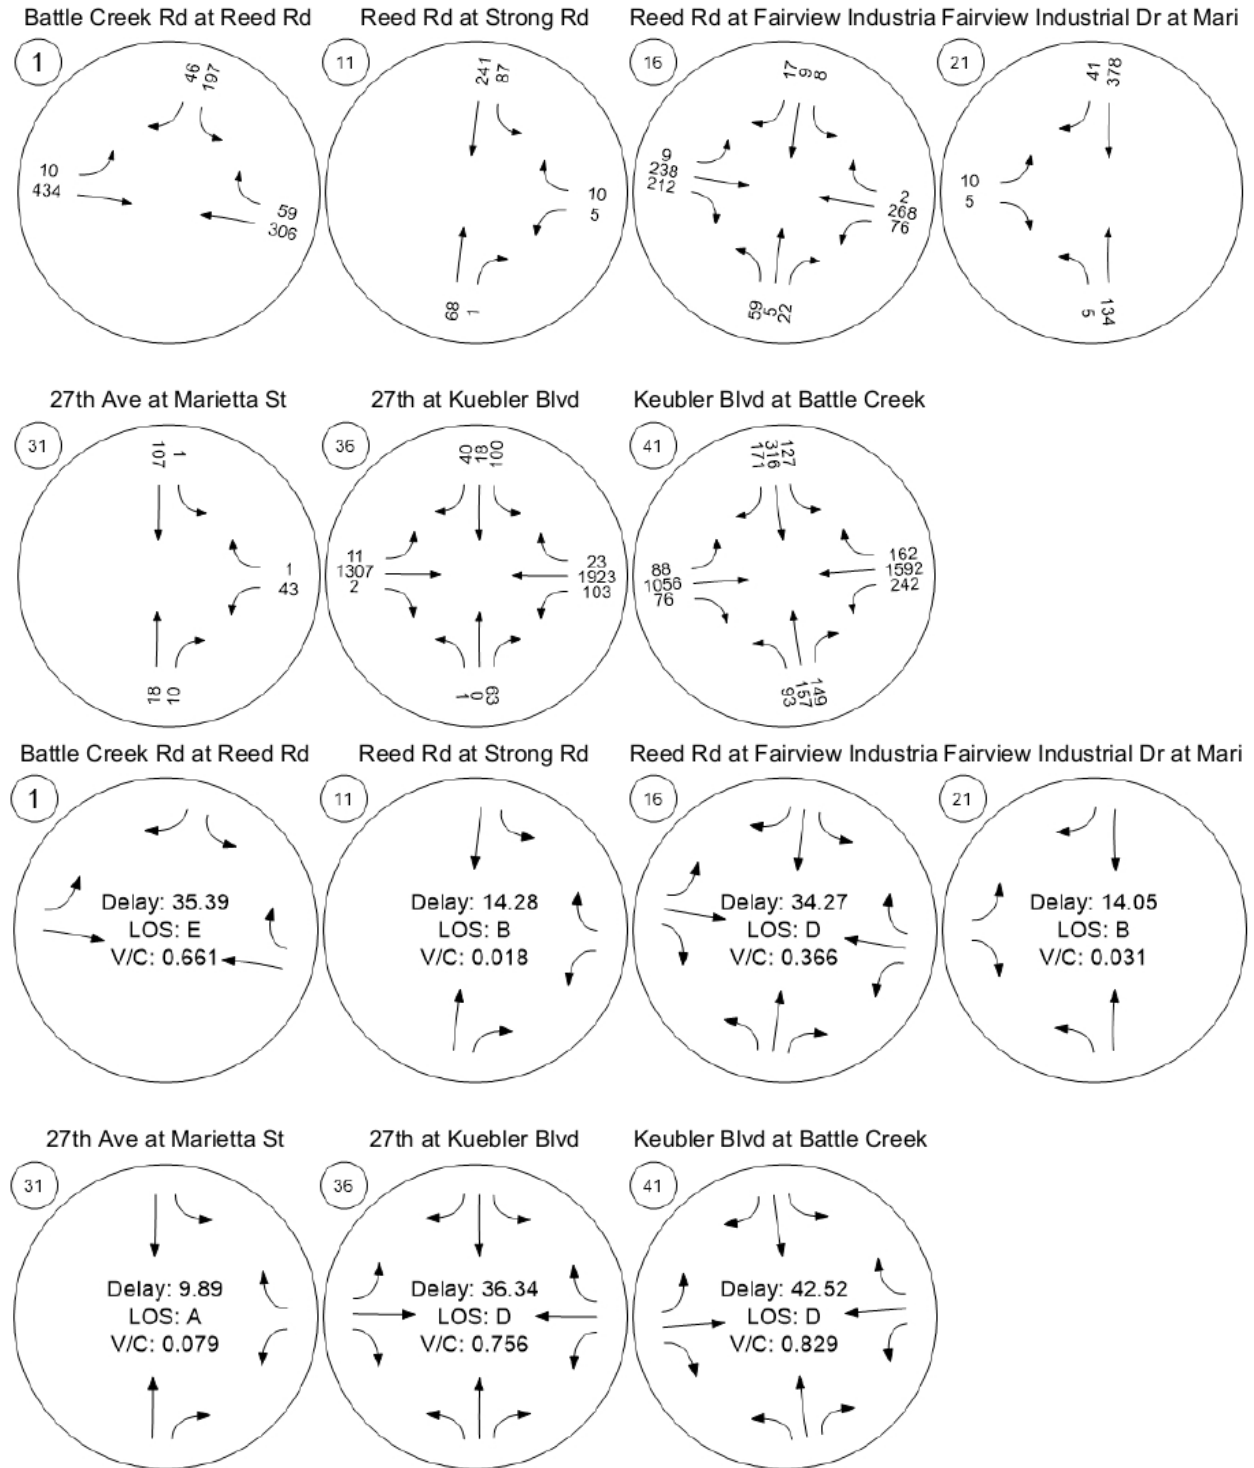 Battle Creek Rd at Reed Rd
Reed Rd at Strong Rd
Reed Rd at Fairview Industria
Fairview Industrial Dr at Mari
1
11
16
21
46
197
10
434
59
306
241
87
10
5
68
1
17
9
8
9
238
212
2
268
76
59
5
22
41
378
10
5
5
134
27th Ave at Marietta St
27th at Kuebler Blvd
Keubler Blvd at Battle Creek
31
36
41
107
1
1
43
18
10
40
18
100
11
1307
2
23
1923
103
1
0
63
171
316
127
88
1056
76
162
1592
242
93
157
149
Battle Creek Rd at Reed Rd
Reed Rd at Strong Rd
Reed Rd at Fairview Industria
Fairview Industrial Dr at Mari
1
11
16
21
Delay: 35.39
LOS: E
V/C: 0.661
Delay: 14.28
LOS: B
V/C: 0.018
Delay: 34.27
LOS: D
V/C: 0.366
Delay: 14.05
LOS: B
V/C: 0.031
27th Ave at Marietta St
27th at Kuebler Blvd
Keubler Blvd at Battle Creek
31
36
41
Delay: 9.89
LOS: A
V/C: 0.079
Delay: 36.34
LOS: D
V/C: 0.756
Delay: 42.52
LOS: D
V/C: 0.829